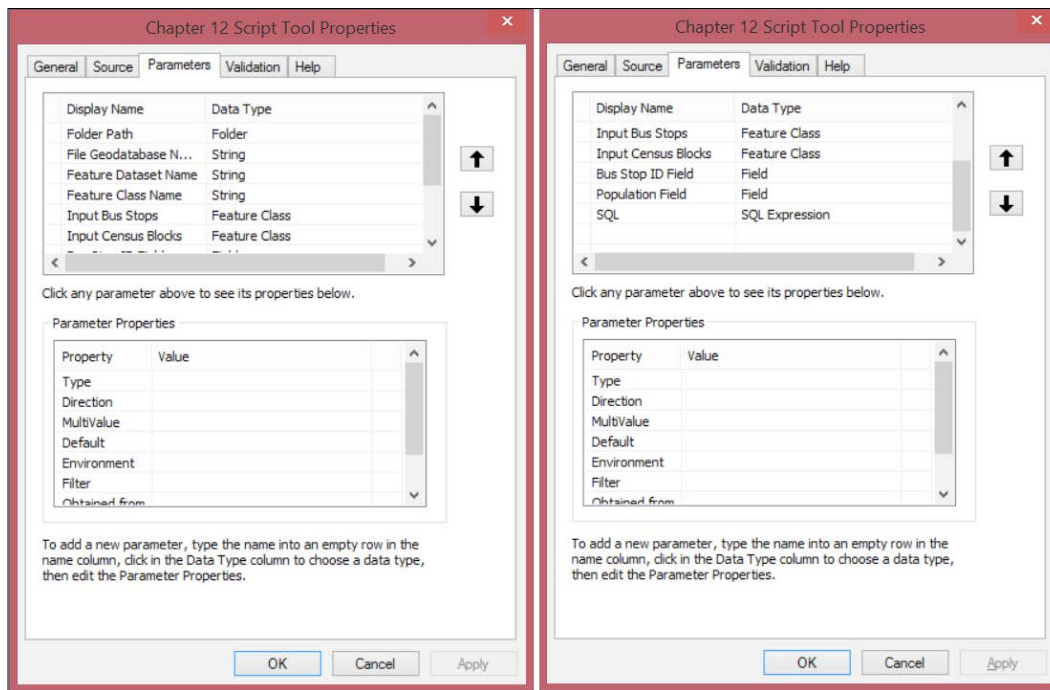 Chapter 12 Script Tool Properties
General Source Parameters Validation Help
Display Name Data Type
Folder Path Folder
File Geodatabase N... String
Feature Dataset Name String
Feature Class Name String
Input Bus Stops Feature Class
Input Census Blocks Feature Class
Click any parameter above to see its properties below.
Parameter Properties
Property Value
Type
Direction
MultiValue
Default
Environment
Filter
Obtained from
To add a new parameter, type the name into an empty row in the
name column, click in the Data Type column to choose a data type,
then edit the Parameter Properties.
OK Cancel Apply
Chapter 12 Script Tool Properties
General Source Parameters Validation Help
Display Name Data Type
Input Bus Stops Feature Class
Input Census Blocks Feature Class
Bus Stop ID Field Field
Population Field Field
SQL SQL Expression
Click any parameter above to see its properties below.
Parameter Properties
Property Value
Type
Direction
MultiValue
Default
Environment
Filter
Obtained from
To add a new parameter, type the name into an empty row in the
name column, click in the Data Type column to choose a data type,
then edit the Parameter Properties.
OK Cancel Apply